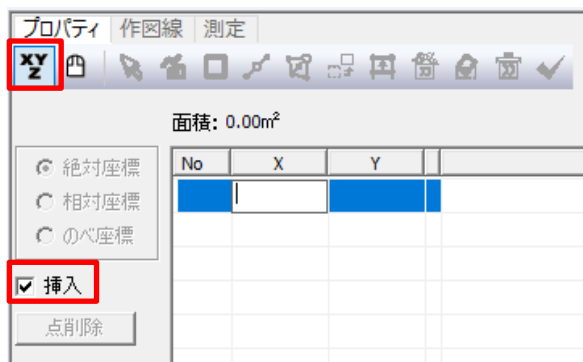 プロパティ 作図線 測定
XY
Z
面積: 0.00m²
No X Y
絶対座標
相対座標
のべ座標
挿入
点削除